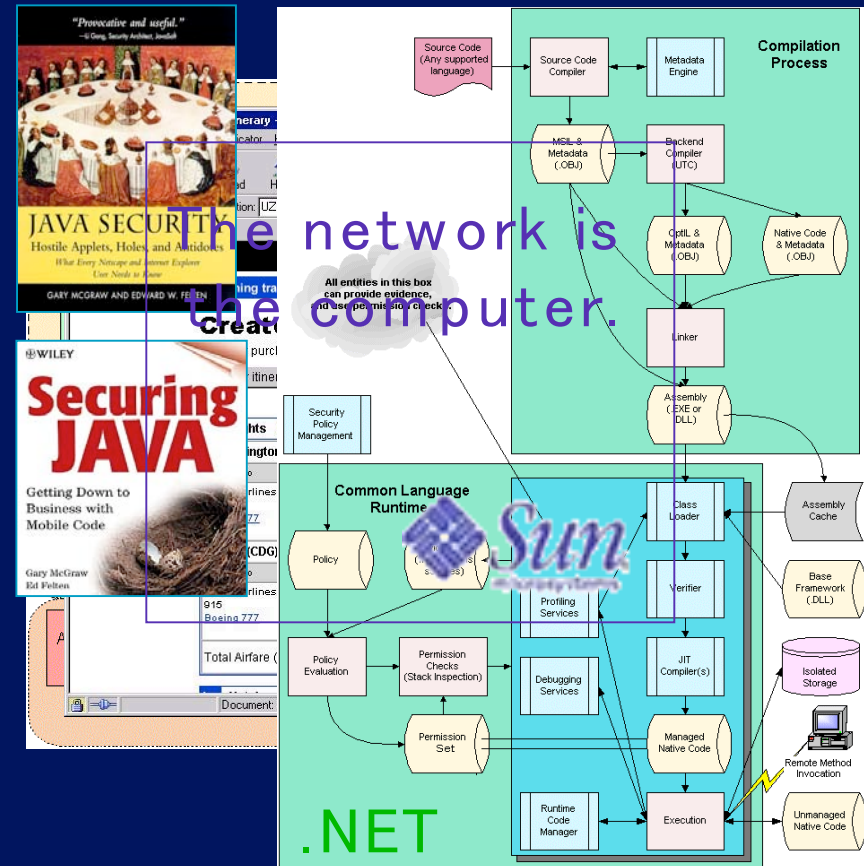 "Provocative and useful."
—Li Gong, Security Architect, JavaSoft
JAVA SECURITY
Hostile Applets, Holes, and Antidotes
What Every Netscape and Internet Explorer
User Needs to Know
GARY MCGRAW AND EDWARD W. FELTEN
WILEY
Securing
JAVA
Getting Down to
Business with
Mobile Code
Gary McGraw
Ed Felten
The network is
the computer.
Sun
microsystems
.NET
Compilation
Process
Source Code
(Any supported
language)
Source Code
Compiler
Metadata
Engine
MSIL &
Metadata
(.OBJ)
Backend
Compiler
(UTC)
OptIL &
Metadata
(.OBJ)
Native Code
& Metadata
(.OBJ)
Linker
Assembly
(.EXE or
.DLL)
All entities in this box
can provide evidence,
and use permission checks.
Security
Policy
Management
Common Language
Runtime
Policy
Class
Loader
Assembly
Cache
Verifier
Base
Framework
(.DLL)
Profiling
Services
Policy
Evaluation
Permission
Checks
(Stack Inspection)
Debugging
Services
JIT
Compiler(s)
Isolated
Storage
Permission
Set
Managed
Native Code
Remote Method
Invocation
Runtime
Code
Manager
Execution
Unmanaged
Native Code
915
Boeing 777
Total Airfare (
Document: